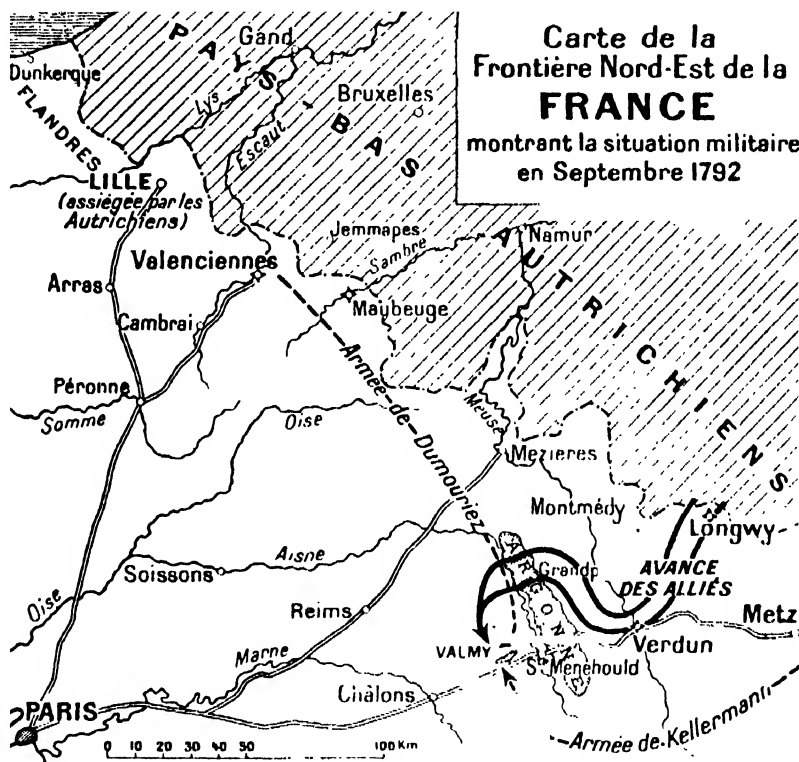 Carte de la
Frontière Nord-Est de la
FRANCE
montrant la situation militaire
en Septembre 1792
PAYS-BAS AUTRICHIENS
Gand
Dunkerque
Lys
Bruxelles
FLANDRES
Escaut
LILLE
(assiégée par les
Autrichiens)
Jemmapes
Namur
Sambre
Valenciennes
Arras
Maubeuge
Cambrai
Armée de Dumouriez
Péronne
Somme
Oise
Meuse
Mezieres
Montmédy
Longwy
Aisne
ARGONNE
Grandp
AVANCE
DES ALLIÉS
Soissons
Oise
Reims
Metz
Verdun
Marne
VALMY
Ste Ménehould
Châlons
PARIS
Armée de Kellermann
0 10 20 30 40 50 100 Km